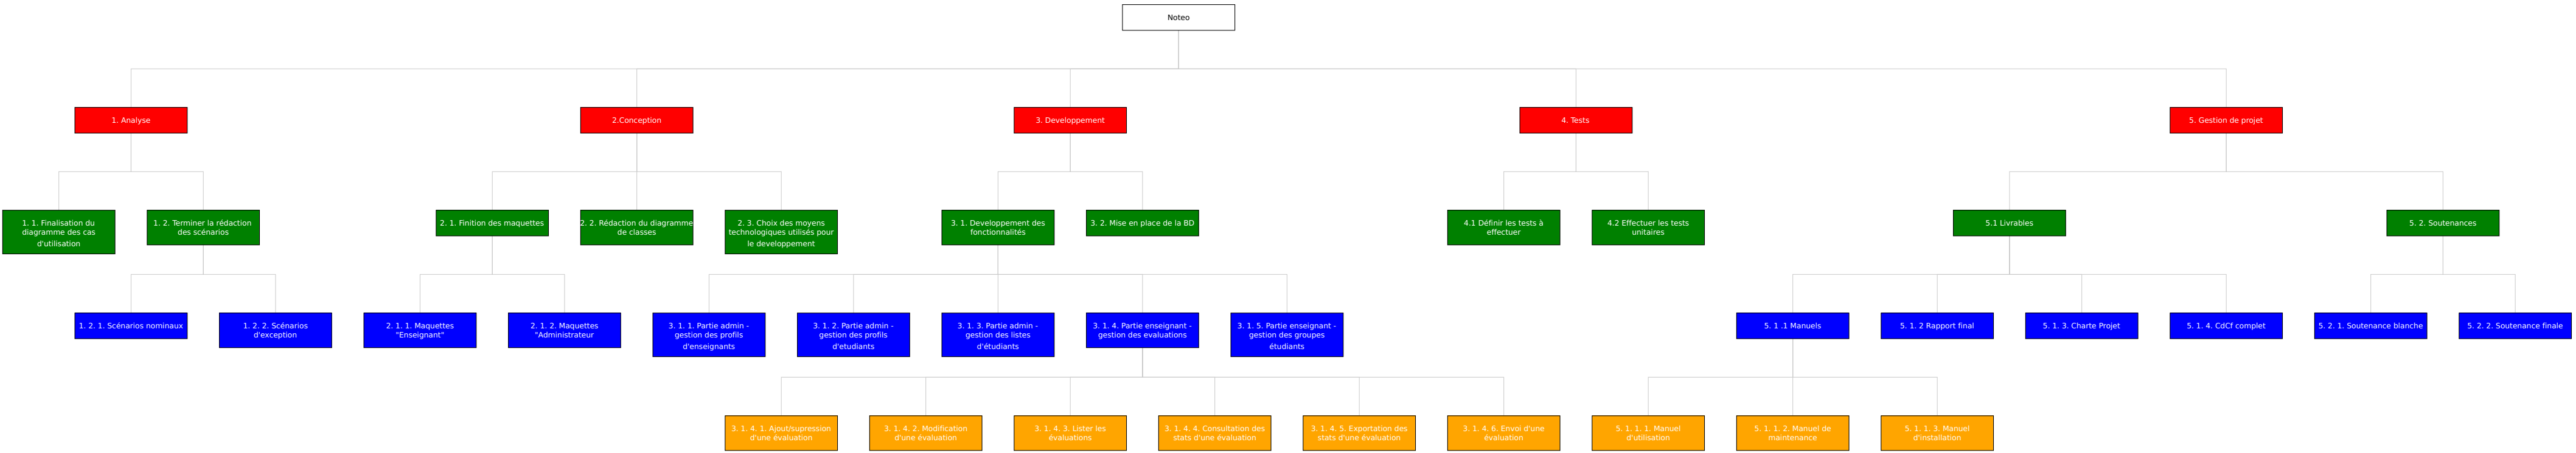 Noteo
1. Analyse
2.Conception
3. Developpement
4. Tests
5. Gestion de projet
1. 1. Finalisation du
diagramme des cas
d'utilisation
1. 2. Terminer la rédaction
des scénarios
2. 1. Finition des maquettes
2. 2. Rédaction du diagramme
de classes
2. 3. Choix des moyens
technologiques utilisés pour
le developpement
3. 1. Developpement des
fonctionnalités
3. 2. Mise en place de la BD
4.1 Définir les tests à
effectuer
4.2 Effectuer les tests
unitaires
5.1 Livrables
5. 2. Soutenances
1. 2. 1. Scénarios nominaux
1. 2. 2. Scénarios
d'exception
2. 1. 1. Maquettes
"Enseignant"
2. 1. 2. Maquettes
"Administrateur
3. 1. 1. Partie admin -
gestion des profils
d'enseignants
3. 1. 2. Partie admin -
gestion des profils
d'etudiants
3. 1. 3. Partie admin -
gestion des listes
d'étudiants
3. 1. 4. Partie enseignant -
gestion des evaluations
3. 1. 5. Partie enseignant -
gestion des groupes
étudiants
5. 1 .1 Manuels
5. 1. 2 Rapport final
5. 1. 3. Charte Projet
5. 1. 4. CdCf complet
5. 2. 1. Soutenance blanche
5. 2. 2. Soutenance finale
3. 1. 4. 1. Ajout/supression
d'une évaluation
3. 1. 4. 2. Modification
d'une évaluation
3. 1. 4. 3. Lister les
évaluations
3. 1. 4. 4. Consultation des
stats d'une évaluation
3. 1. 4. 5. Exportation des
stats d'une évaluation
3. 1. 4. 6. Envoi d'une
évaluation
5. 1. 1. 1. Manuel
d'utilisation
5. 1. 1. 2. Manuel de
maintenance
5. 1. 1. 3. Manuel
d'installation